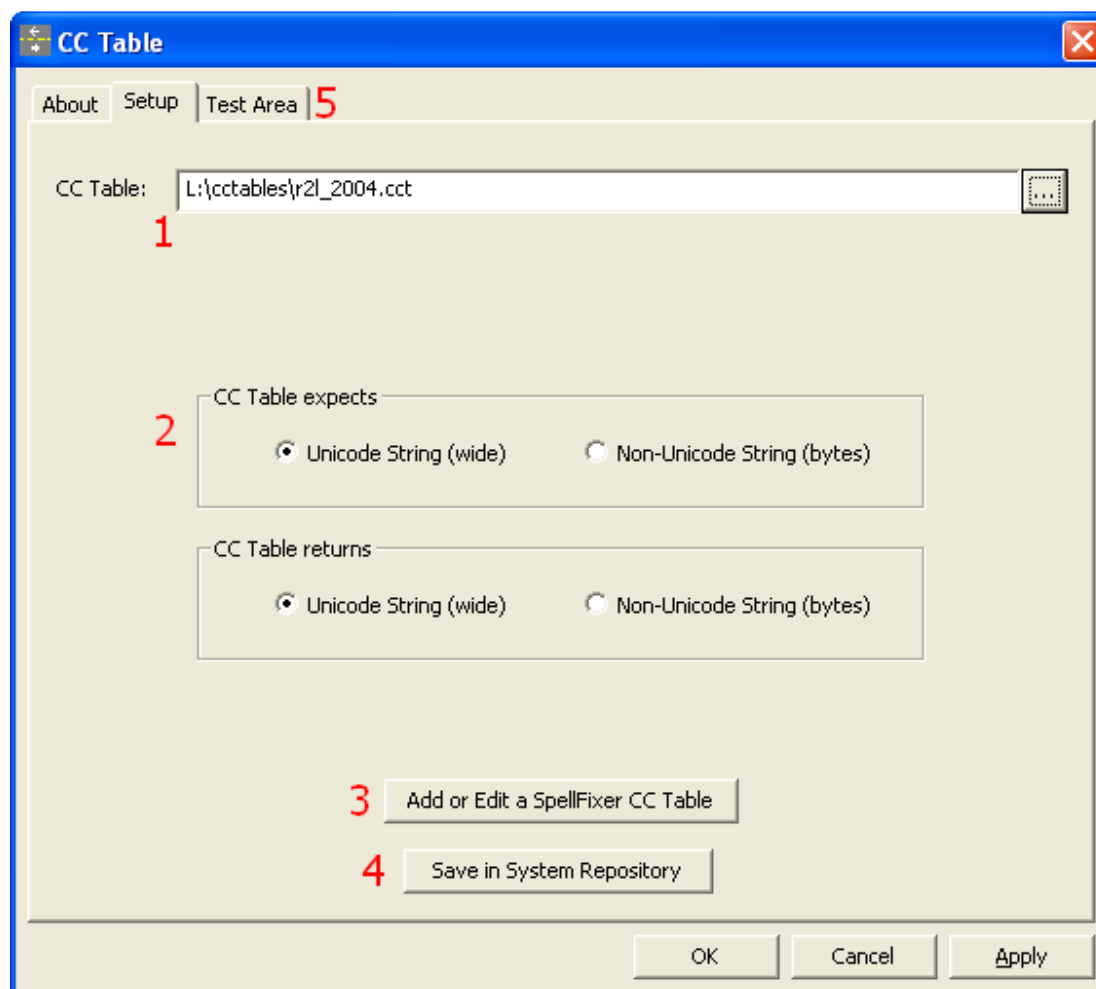 CC Table
About Setup Test Area 5
CC Table: L:\cctables\r2l_2004.cct ...
1
CC Table expects
2
Unicode String (wide) Non-Unicode String (bytes)
CC Table returns
Unicode String (wide) Non-Unicode String (bytes)
3 Add or Edit a SpellFixer CC Table
4 Save in System Repository
OK Cancel Apply